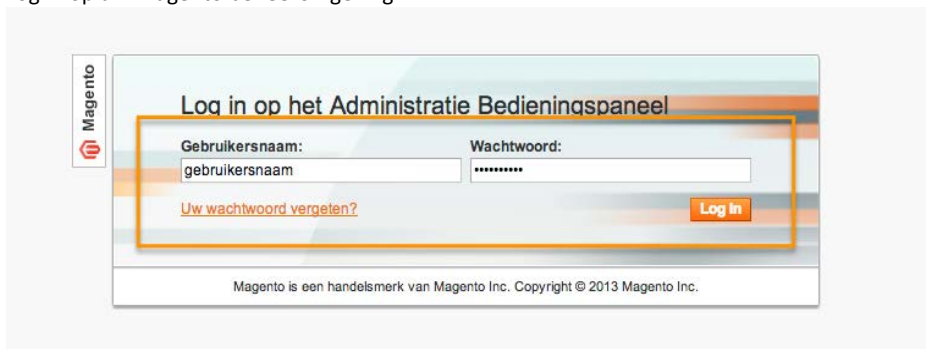 Magento
Log in op het Administratie Bedieningspaneel
Gebruikersnaam: Wachtwoord:
gebruikersnaam ••••••••••
Uw wachtwoord vergeten? Log in
Magento is een handelsmerk van Magento Inc. Copyright © 2013 Magento Inc.